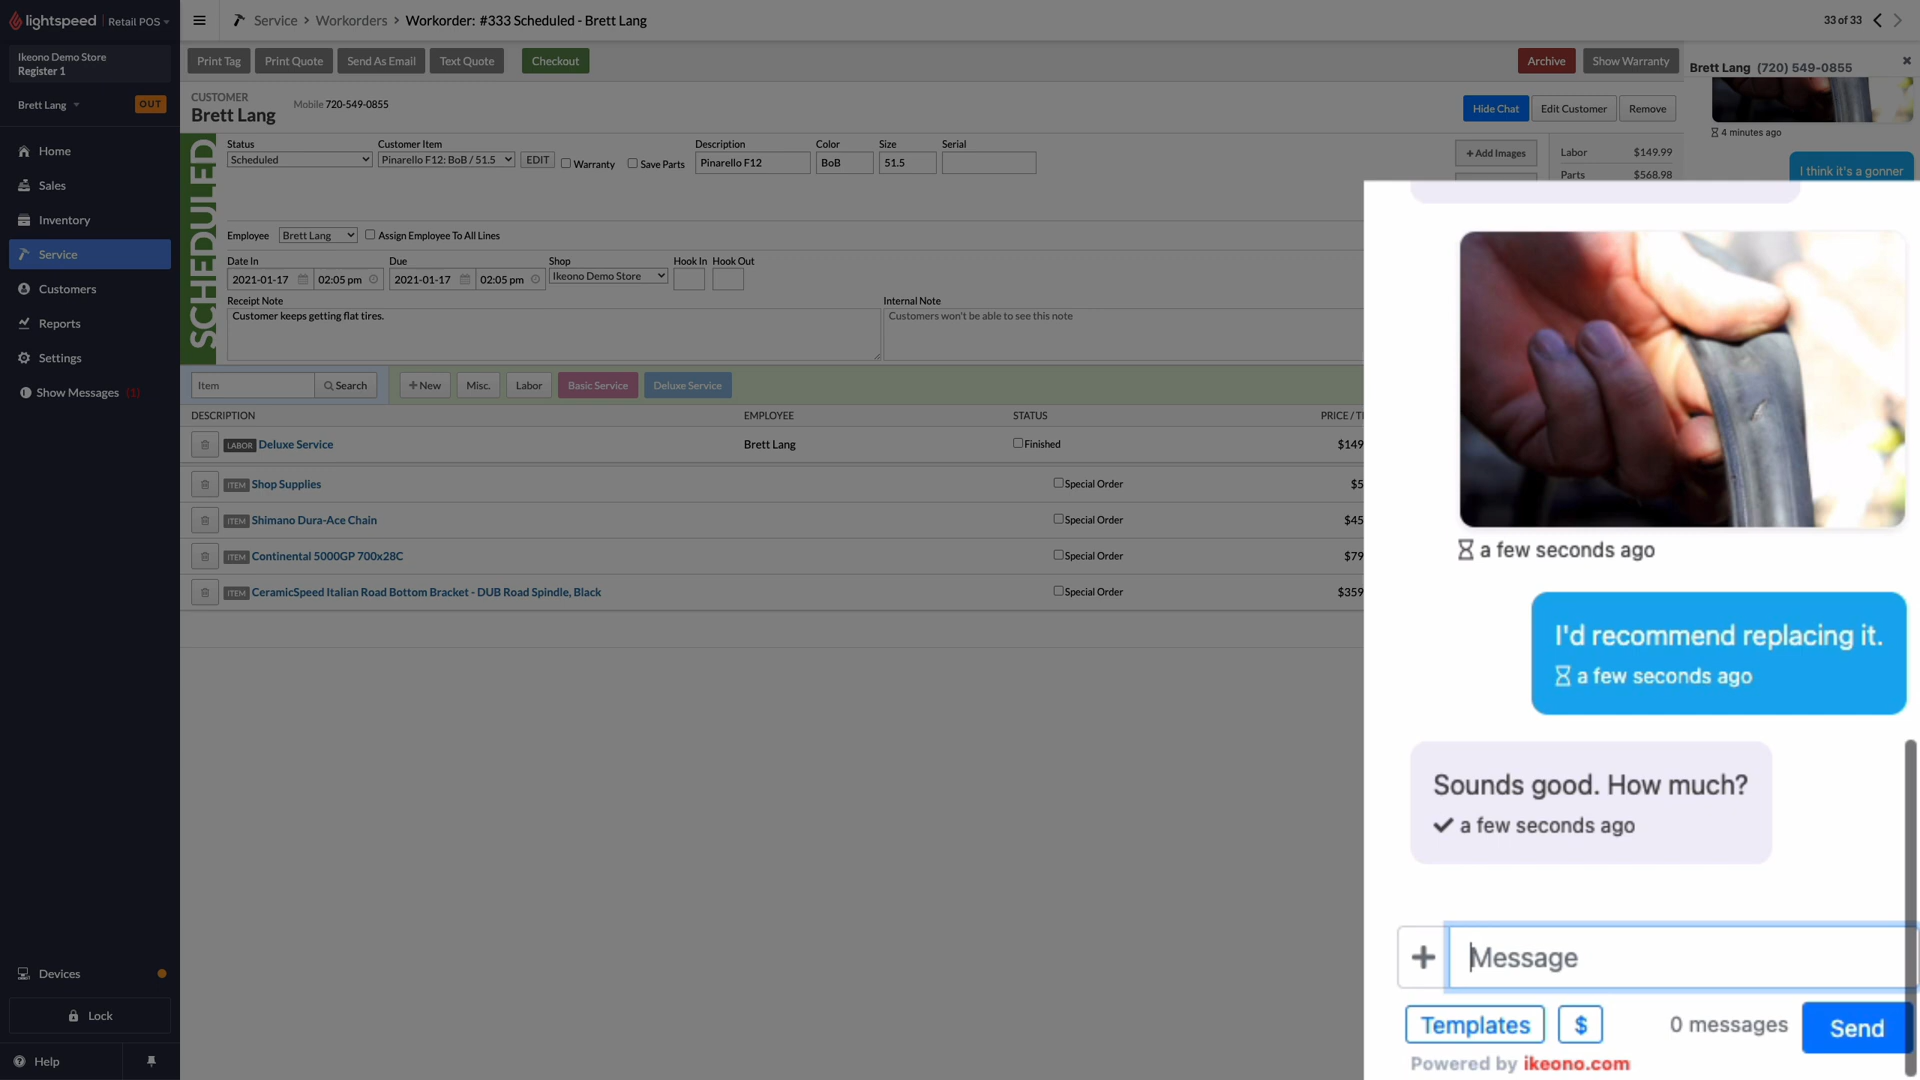 lightspeed | Retail POS
Ikeono Demo Store
Register 1
Brett Lang
OUT
Home
Sales
Inventory
Service
Customers
Reports
Settings
Show Messages (1)
Devices
Lock
Help
Service > Workorders > Workorder: #333 Scheduled - Brett Lang
33 of 33
Print Tag
Print Quote
Send As Email
Text Quote
Checkout
Archive
Show Warranty
CUSTOMER
Brett Lang
Mobile 720-549-0855
Hide Chat
Edit Customer
Remove
SCHEDULED
Status
Scheduled
Customer Item
Pinarello F12: BoB / 51.5
EDIT
Warranty
Save Parts
Description
Pinarello F12
Color
BoB
Size
51.5
Serial
+ Add Images
Labor $149.99
Parts $568.98
Employee
Brett Lang
Assign Employee To All Lines
Date In
2021-01-17
02:05 pm
Due
2021-01-17
02:05 pm
Shop
Ikeono Demo Store
Hook In
Hook Out
Receipt Note
Customer keeps getting flat tires.
Internal Note
Customers won't be able to see this note
Item
Search
+ New
Misc.
Labor
Basic Service
Deluxe Service
DESCRIPTION EMPLOYEE STATUS PRICE / T
LABOR Deluxe Service Brett Lang Finished $149
ITEM Shop Supplies Special Order $5
ITEM Shimano Dura-Ace Chain Special Order $45
ITEM Continental 5000GP 700x28C Special Order $79
ITEM CeramicSpeed Italian Road Bottom Bracket - DUB Road Spindle, Black Special Order $359
Brett Lang (720) 549-0855
4 minutes ago
I think it's a gonner
a few seconds ago
I'd recommend replacing it.
a few seconds ago
Sounds good. How much?
a few seconds ago
+ Message
Templates
$
0 messages
Send
Powered by ikeono.com